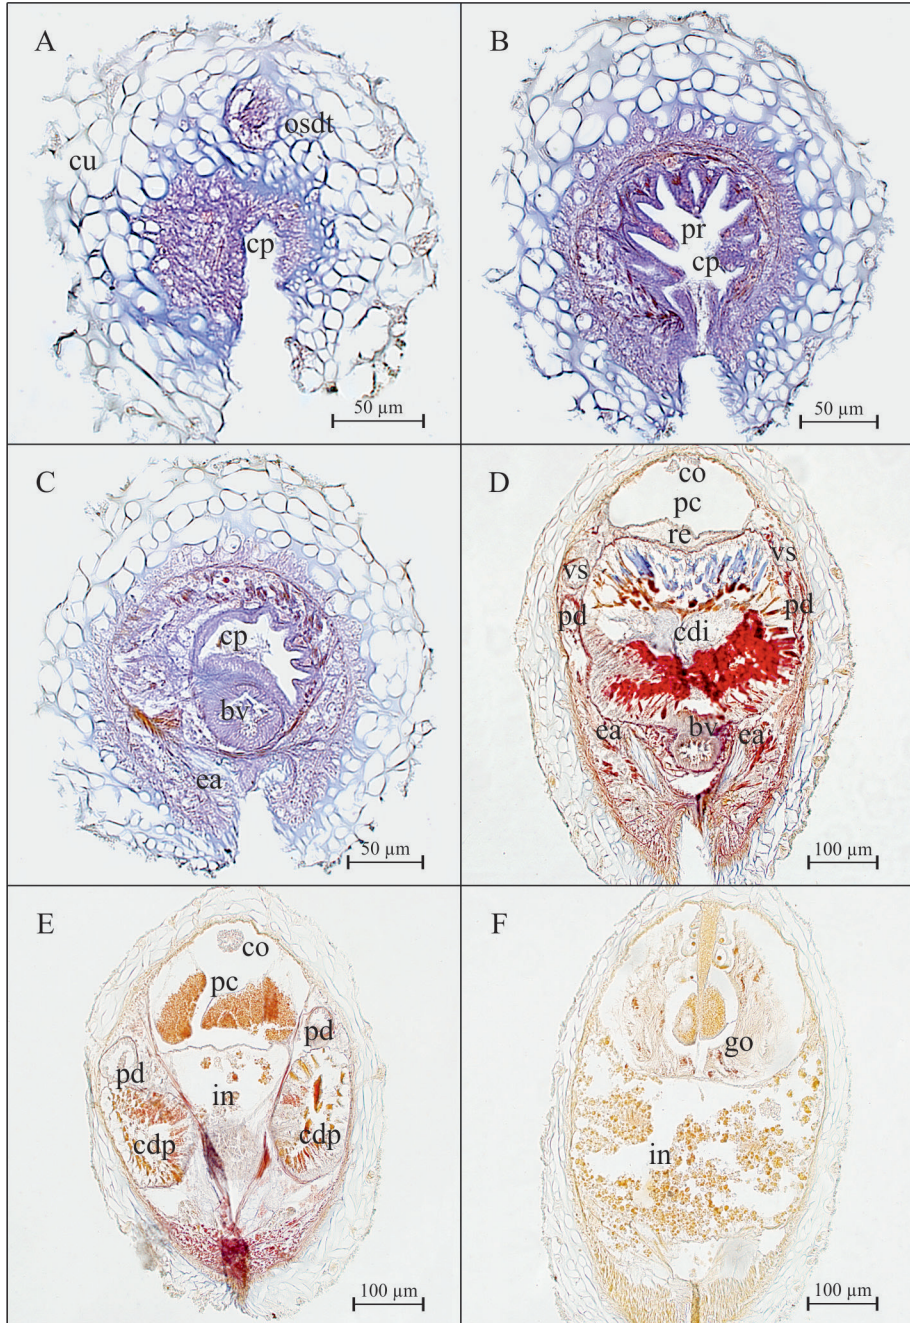 A
osdt
cu
cp
50 µm
B
pr
cp
50 µm
C
cp
bv
ea
50 µm
D
co
pc
re
vs
vs
pd
pd
cdi
bv
ea
ea
100 µm
E
co
pc
pd
pd
in
cdp
cdp
100 µm
F
go
in
100 µm